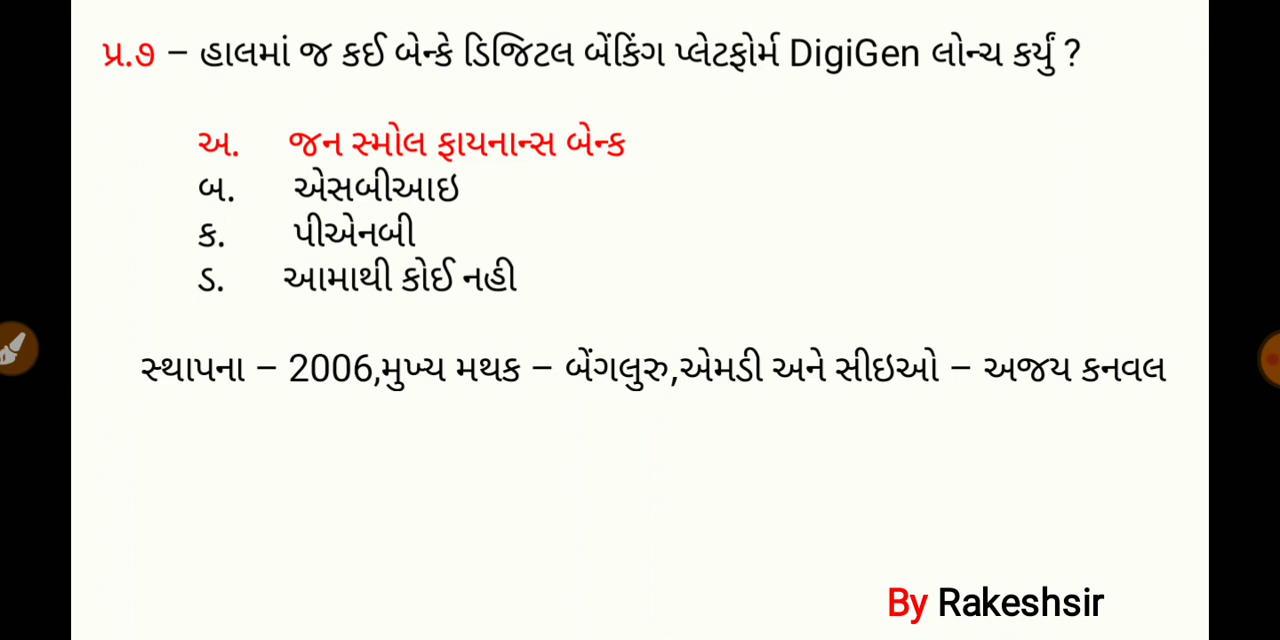 પ્ર.૭ – હાલમાં જ કઈ બેન્કે ડિજિટલ બેંકિંગ પ્લેટફોર્મ DigiGen લોન્ચ કર્યું ?
અ. જન સ્મોલ ફાયનાન્સ બેન્ક
બ. એસબીઆઇ
ક. પીએનબી
ડ. આમાથી કોઈ નહી
સ્થાપના – 2006,મુખ્ય મથક – બેંગલુરુ,એમડી અને સીઇઓ – અજય કનવલ
By Rakeshsir